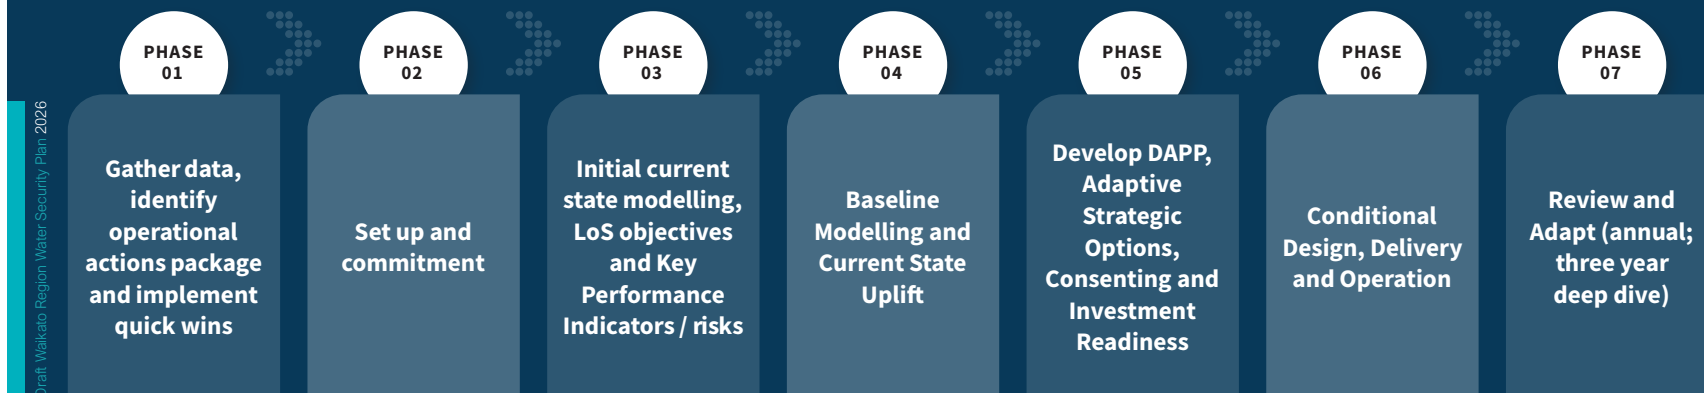 PHASE
01
Gather data,
identify
operational
actions package
and implement
quick wins
PHASE
02
Set up and
commitment
PHASE
03
Initial current
state modelling,
LoS objectives
and Key
Performance
Indicators / risks
PHASE
04
Baseline
Modelling and
Current State
Uplift
PHASE
05
Develop DAPP,
Adaptive
Strategic
Options,
Consenting and
Investment
Readiness
PHASE
06
Conditional
Design, Delivery
and Operation
PHASE
07
Review and
Adapt (annual;
three year
deep dive)
Draft Waikato Region Water Security Plan 2026